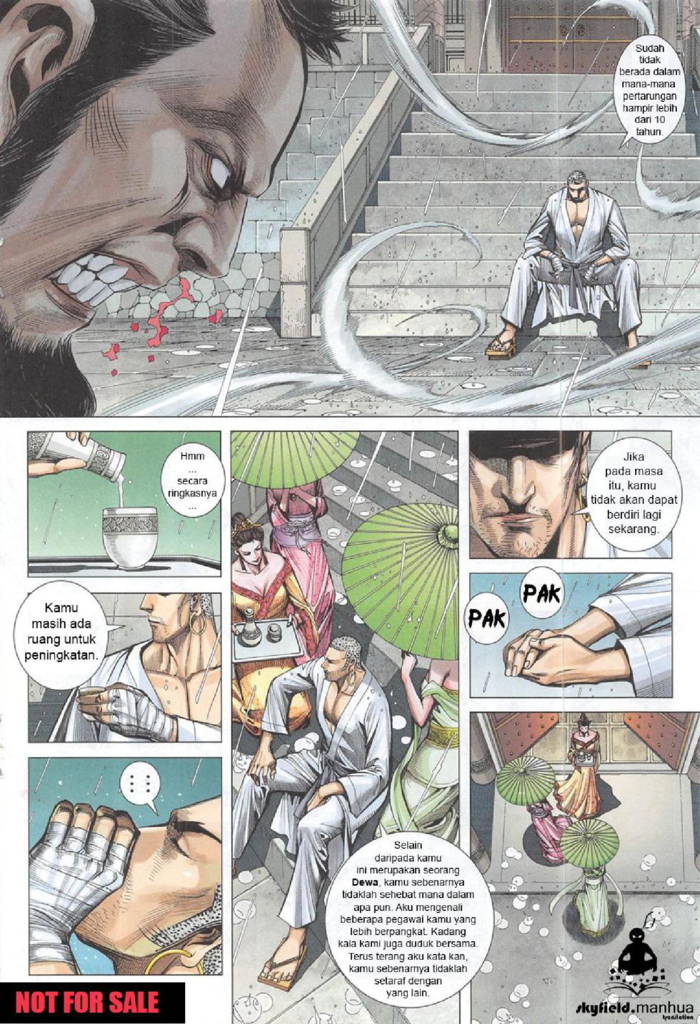 Sudah
tidak
berada dalam
mana-mana
pertarungan
hampir lebih
dari 10
tahun.
Hmm
...
secara
ringkasnya
...
Jika
pada masa
itu, kamu
tidak akan dapat
berdiri lagi
sekarang.
Kamu
masih ada
ruang untuk
peningkatan.
PAK
PAK
Selain
daripada kamu
ini merupakan seorang
Dewa, kamu sebenarnya
tidaklah sehebat mana dalam
apa pun. Aku mengenali
beberapa pegawai kamu yang
lebih berpangkat. Kadang
kala kami juga duduk bersama.
Terus terang aku kata kan,
kamu sebenarnya tidaklah
setaraf dengan
yang lain.
NOT FOR SALE
skyfield.manhua